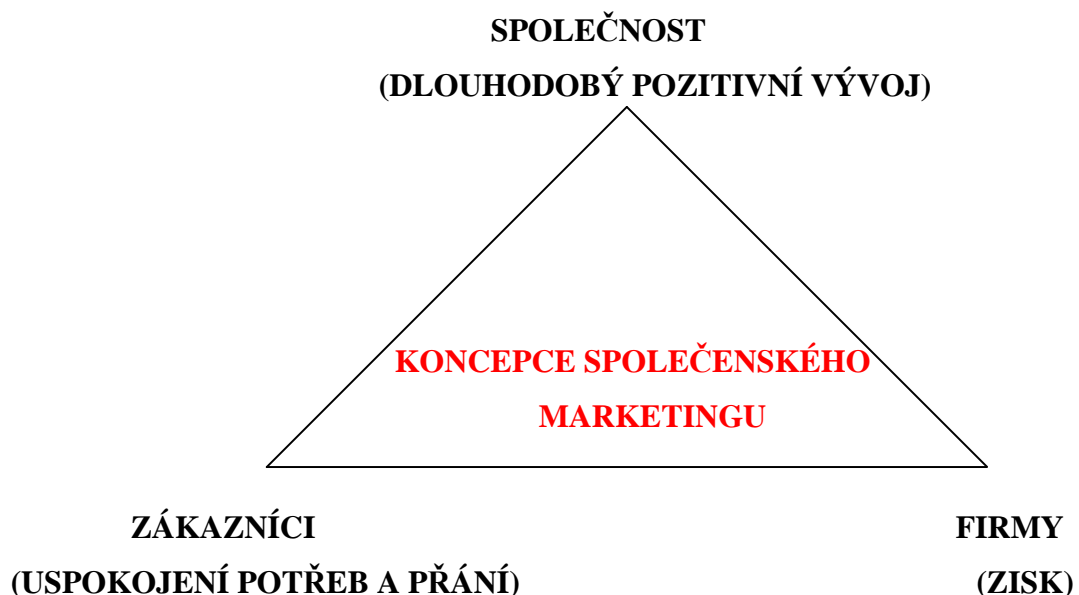 SPOLEČNOST
(DLOUHODOBÝ POZITIVNÍ VÝVOJ)
KONCEPCE SPOLEČENSKÉHO
MARKETINGU
ZÁKAZNÍCI
(USPOKOJENÍ POTŘEB A PŘÁNÍ)
FIRMY
(ZISK)